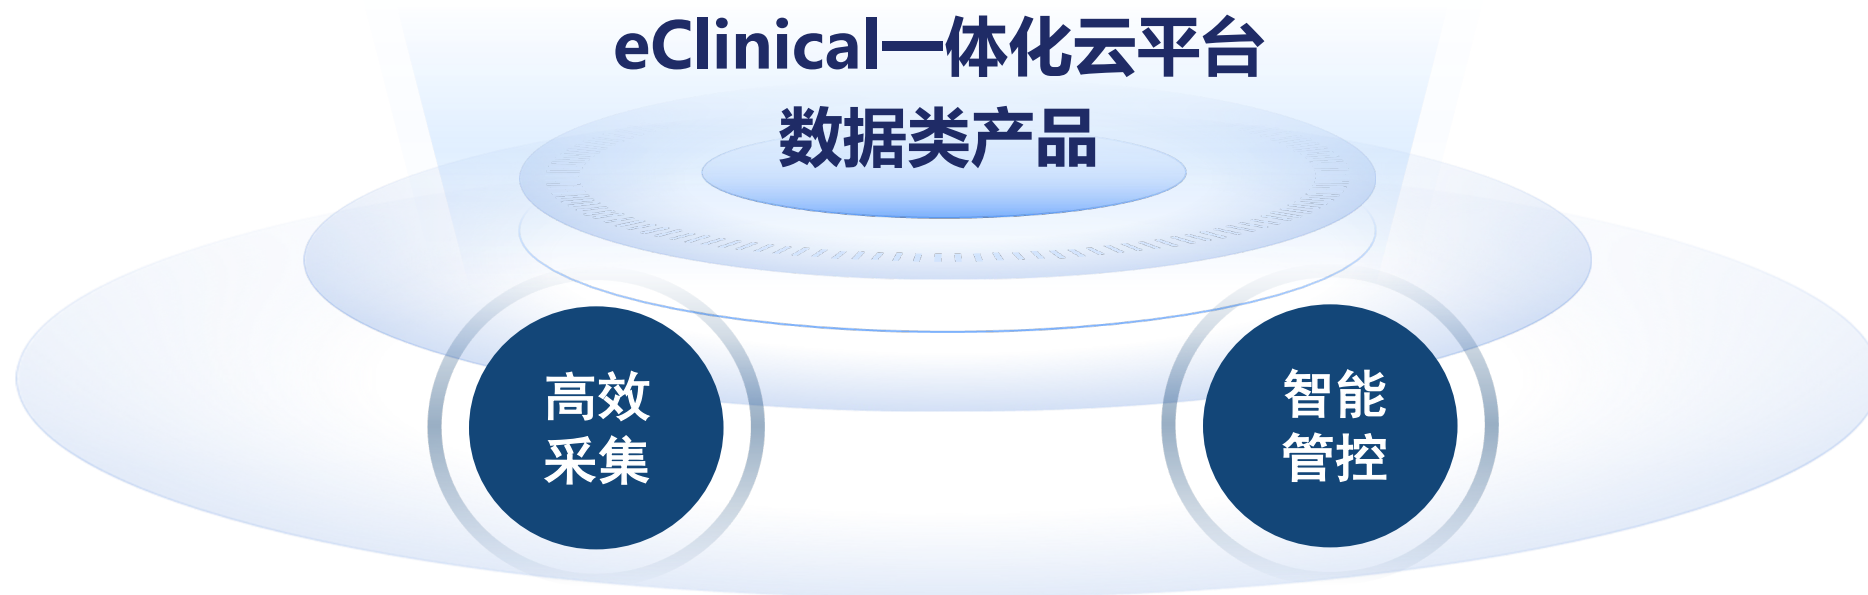 eClinical一体化云平台
数据类产品
高效
采集
智能
管控